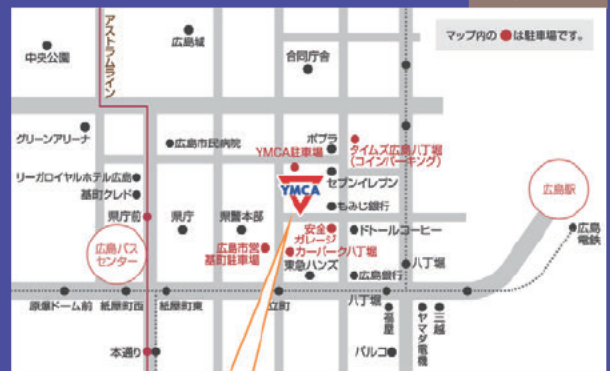 マップ内の●は駐車場です。
アストラムライン
中央公園
広島城
合同庁舎
グリーンアリーナ
広島市民病院
ポプラ
YMCA駐車場
タイムズ広島八丁堀
(コインパーキング)
リーガロイヤルホテル広島
基町クレド
セブンイレブン
YMCA
もみじ銀行
広島駅
県庁前
県庁
県警本部
広島バス
センター
広島市営
基町駐車場
安全
ガレージ
ドトールコーヒー
カーパーク八丁堀
東急ハンズ
広島銀行
八丁堀
広島
電鉄
原爆ドーム前
紙屋町西
紙屋町東
立町
八丁堀
福屋
ヤマダ電機
三越
本通り
パルコ